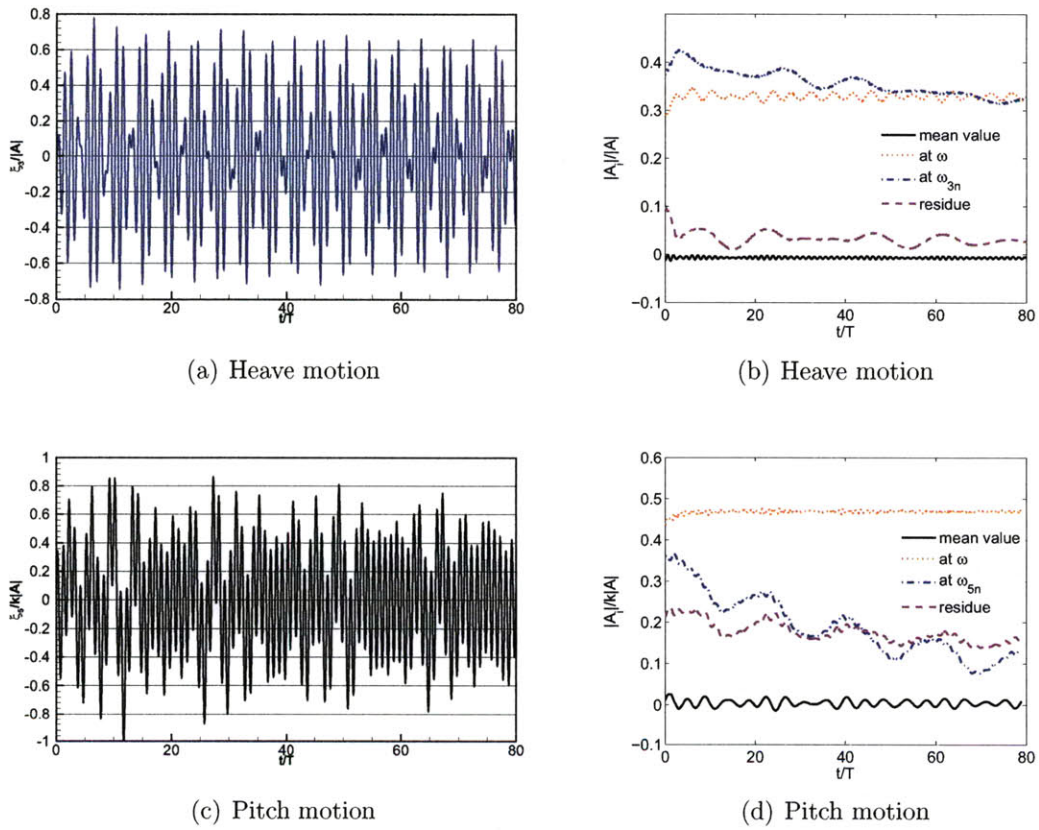 0.8
0.6
0.4
0.2
0
-0.2
-0.4
-0.6
0.8
0 20 40 60 80
t/T
ξ₃/|A|
(a) Heave motion
0.4
0.3
0.2
0.1
0
−0.1
0 20 40 60 80
t/T
|Aᵢ|/|A|
mean value
at ω
at ω₃ₙ
residue
(b) Heave motion
1
0.8
0.6
0.4
0.2
0
-0.2
-0.4
-0.6
-0.8
-1
0 20 40 60 80
t/T
ξ₅/k|A|
(c) Pitch motion
0.6
0.5
0.4
0.3
0.2
0.1
0
−0.1
0 20 40 60 80
t/T
|Aᵢ|/k|A|
mean value
at ω
at ω₅ₙ
residue
(d) Pitch motion